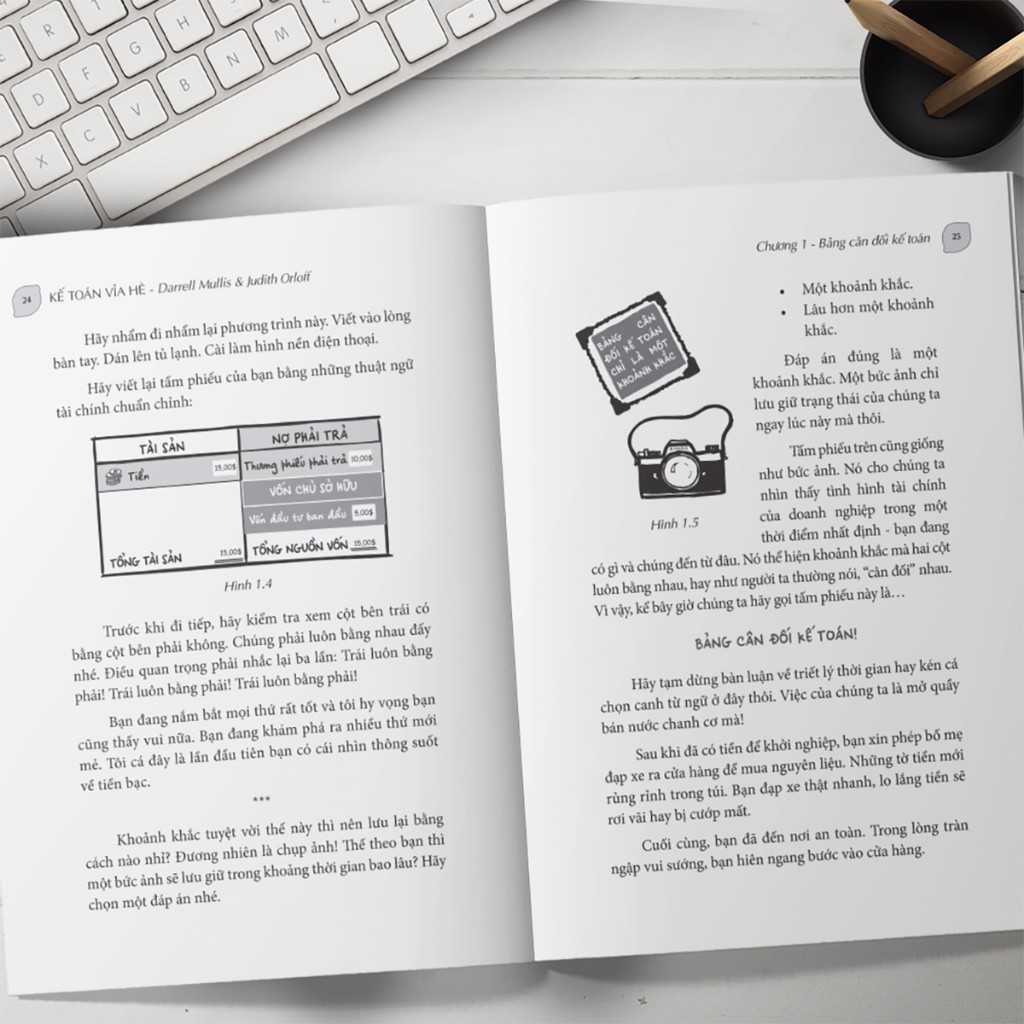 R
T
H
M
F
G
N
D
V
B
C
X
24
KẾ TOÁN VỈA HÈ - Darrell Mullis & Judith Orloff
Hãy nhẩm đi nhẩm lại phương trình này. Viết vào lòng
bàn tay. Dán lên tủ lạnh. Cài làm hình nền điện thoại.
Hãy viết lại tấm phiếu của bạn bằng những thuật ngữ
tài chính chuẩn chỉnh:
TÀI SẢN
NỢ PHẢI TRẢ
Tiền 15,00$
Thương phiếu phải trả 10,00$
VỐN CHỦ SỞ HỮU
Vốn đầu tư ban đầu 5,00$
TỔNG TÀI SẢN 15,00$
TỔNG NGUỒN VỐN 15,00$
Hình 1.4
Trước khi đi tiếp, hãy kiểm tra xem cột bên trái có
bằng cột bên phải không. Chúng phải luôn bằng nhau đấy
nhé. Điều quan trọng phải nhắc lại ba lần: Trái luôn bằng
phải! Trái luôn bằng phải! Trái luôn bằng phải!
Bạn đang nắm bắt mọi thứ rất tốt và tôi hy vọng bạn
cũng thấy vui nữa. Bạn đang khám phá ra nhiều thứ mới
mẻ. Tôi cá đây là lần đầu tiên bạn có cái nhìn thông suốt
về tiền bạc.
***
Khoảnh khắc tuyệt vời thế này thì nên lưu lại bằng
cách nào nhỉ? Đương nhiên là chụp ảnh! Thế theo bạn thì
một bức ảnh sẽ lưu giữ trong khoảng thời gian bao lâu? Hãy
chọn một đáp án nhé.
Chương 1 - Bảng cân đối kế toán
25
BẢNG CÂN
ĐỐI KẾ TOÁN
CHỈ LÀ MỘT
KHOẢNH KHẮC
Hình 1.5
• Một khoảnh khắc.
• Lâu hơn một khoảnh
khắc.
Đáp án đúng là một
khoảnh khắc. Một bức ảnh chỉ
lưu giữ trạng thái của chúng ta
ngay lúc này mà thôi.
Tấm phiếu trên cũng giống
như bức ảnh. Nó cho chúng ta
nhìn thấy tình hình tài chính
của doanh nghiệp trong một
thời điểm nhất định - bạn đang
có gì và chúng đến từ đâu. Nó thể hiện khoảnh khắc mà hai cột
luôn bằng nhau, hay như người ta thường nói, “cân đối” nhau.
Vì vậy, kể bây giờ chúng ta hãy gọi tấm phiếu này là…
BẢNG CÂN ĐỐI KẾ TOÁN!
Hãy tạm dừng bàn luận về triết lý thời gian hay kén cá
chọn canh từ ngữ ở đây thôi. Việc của chúng ta là mở quầy
bán nước chanh cơ mà!
Sau khi đã có tiền để khởi nghiệp, bạn xin phép bố mẹ
đạp xe ra cửa hàng để mua nguyên liệu. Những tờ tiền mới
rủng rỉnh trong túi. Bạn đạp xe thật nhanh, lo lắng tiền sẽ
rơi vãi hay bị cướp mất.
Cuối cùng, bạn đã đến nơi an toàn. Trong lòng tràn
ngập vui sướng, bạn hiên ngang bước vào cửa hàng.